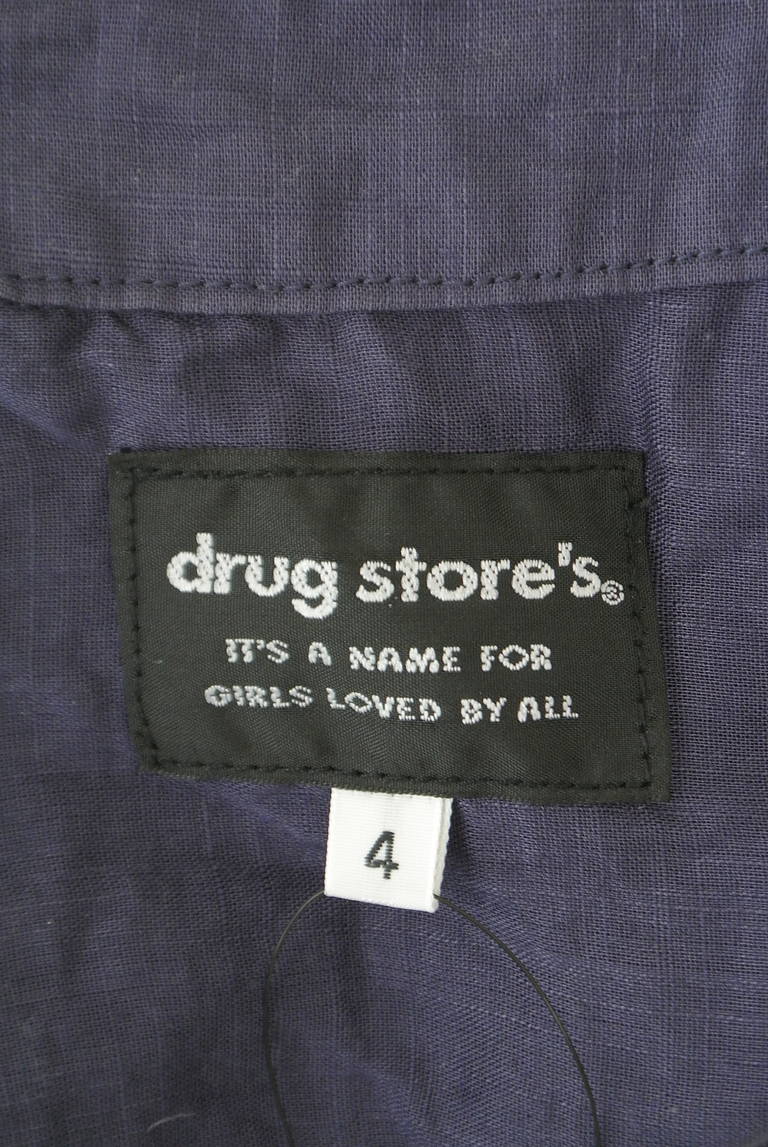 drug store's®
IT'S A NAME FOR
GIRLS LOVED BY ALL
4